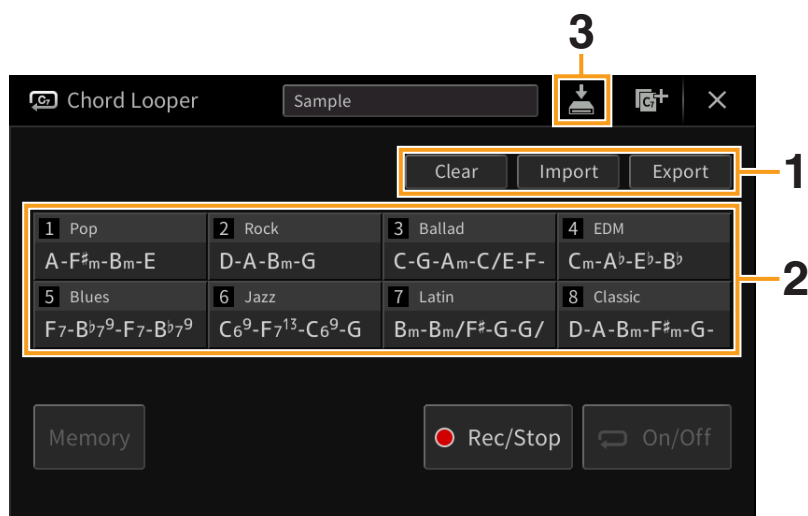 3
Chord Looper Sample
Clear Import Export 1
1 Pop 2 Rock 3 Ballad 4 EDM
A-F♯m-Bm-E D-A-Bm-G C-G-Am-C/E-F- Cm-A♭-E♭-B♭
2
5 Blues 6 Jazz 7 Latin 8 Classic
F7-B♭7⁹-F7-B♭7⁹ C6⁹-F7¹³-C6⁹-G Bm-Bm/F♯-G-G/ D-A-Bm-F♯m-G-
Memory Rec/Stop On/Off